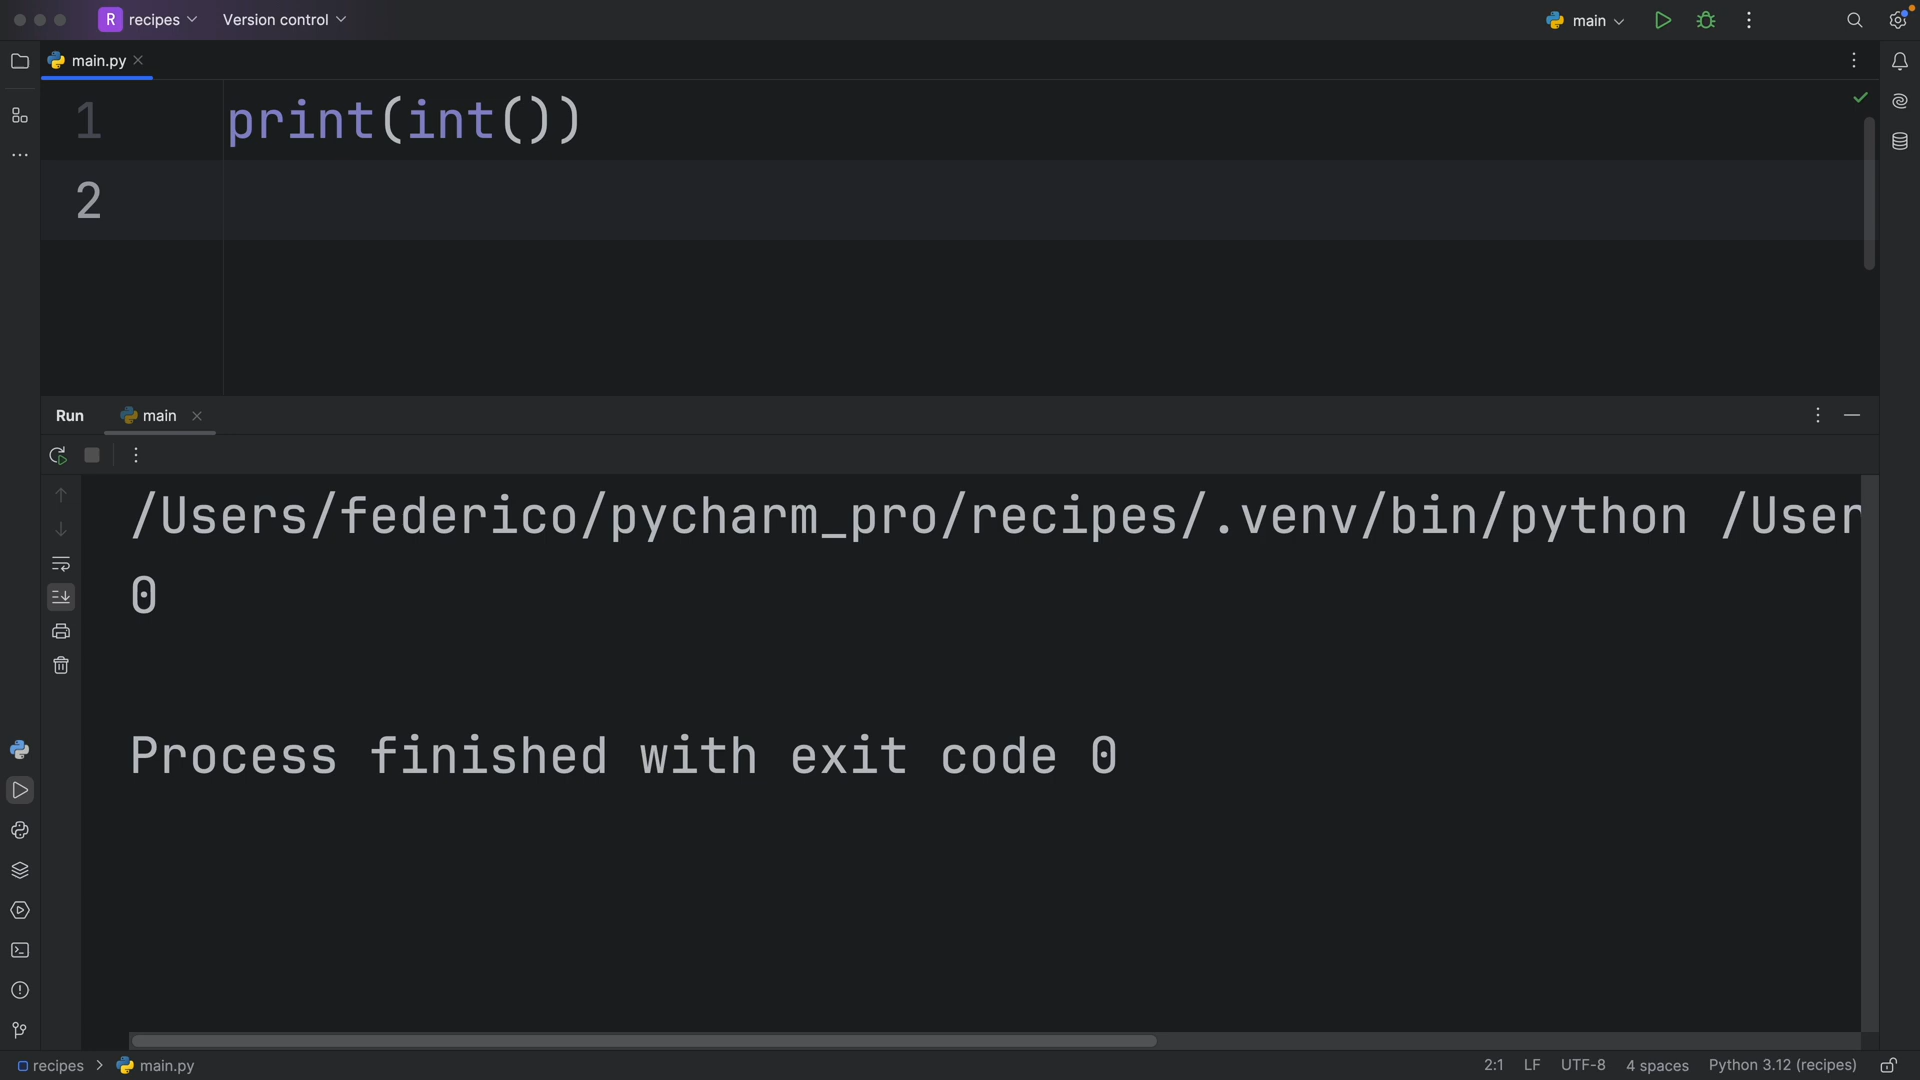 R recipes Version control main
main.py
1 print(int())
2
Run main
/Users/federico/pycharm_pro/recipes/.venv/bin/python /User
0
Process finished with exit code 0
recipes main.py 2:1 LF UTF-8 4 spaces Python 3.12 (recipes)